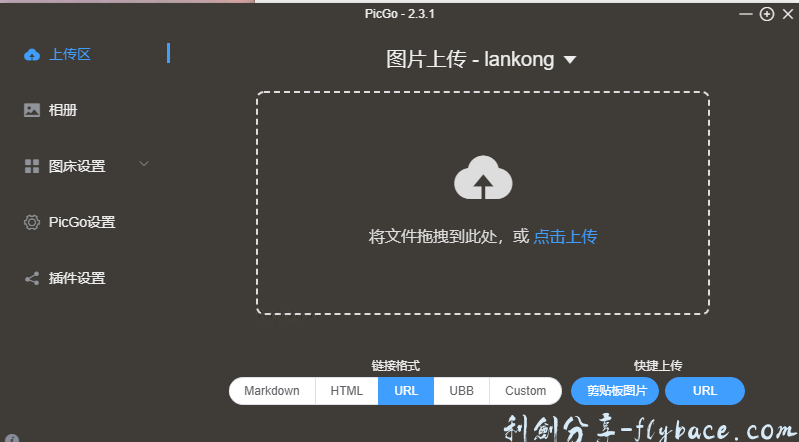 PicGo - 2.3.1
上传区
相册
图床设置
PicGo设置
插件设置
图片上传 - lankong
将文件拖拽到此处，或 点击上传
链接格式
Markdown HTML URL UBB Custom
快捷上传
剪贴板图片 URL
利剑分享-flybace.com